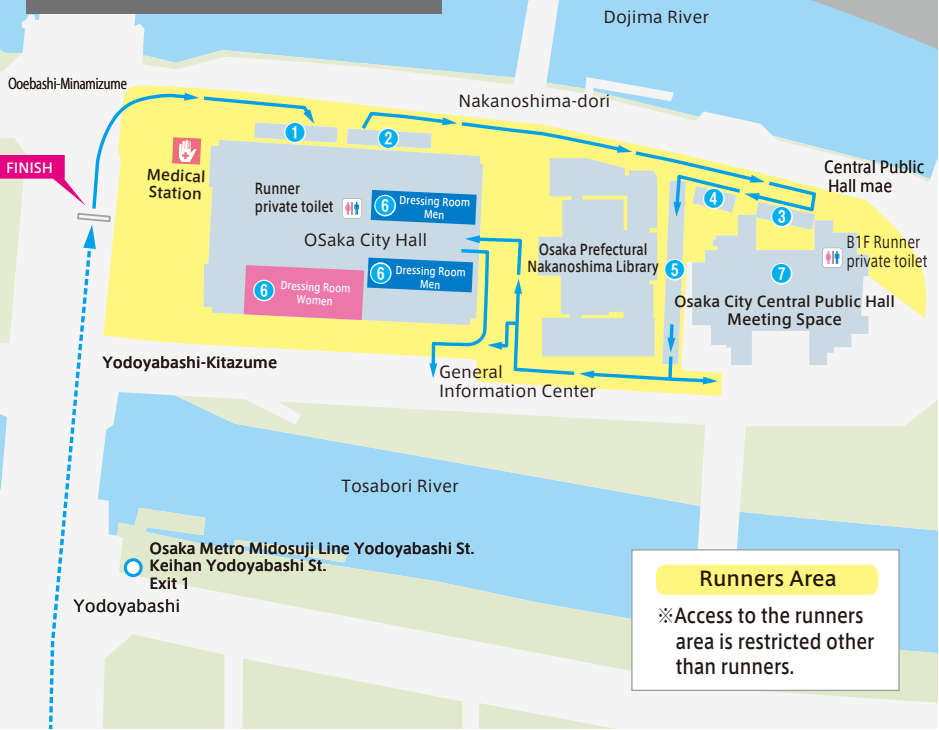 Dojima River
Ooebashi-Minamizume
Nakanoshima-dori
1
2
FINISH
Medical
Station
Central Public
Hall mae
Runner
private toilet
6 Dressing Room
Men
4
3
OSaka City Hall
Osaka Prefectural
Nakanoshima Library
5
B1F Runner
private toilet
6 Dressing Room
Women
6 Dressing Room
Men
7
Osaka City Central Public Hall
Meeting Space
Yodoyabashi-Kitazume
General
Information Center
Tosabori River
Osaka Metro Midosuji Line Yodoyabashi St.
Keihan Yodoyabashi St.
Exit 1
Yodoyabashi
Runners Area
※Access to the runners
area is restricted other
than runners.